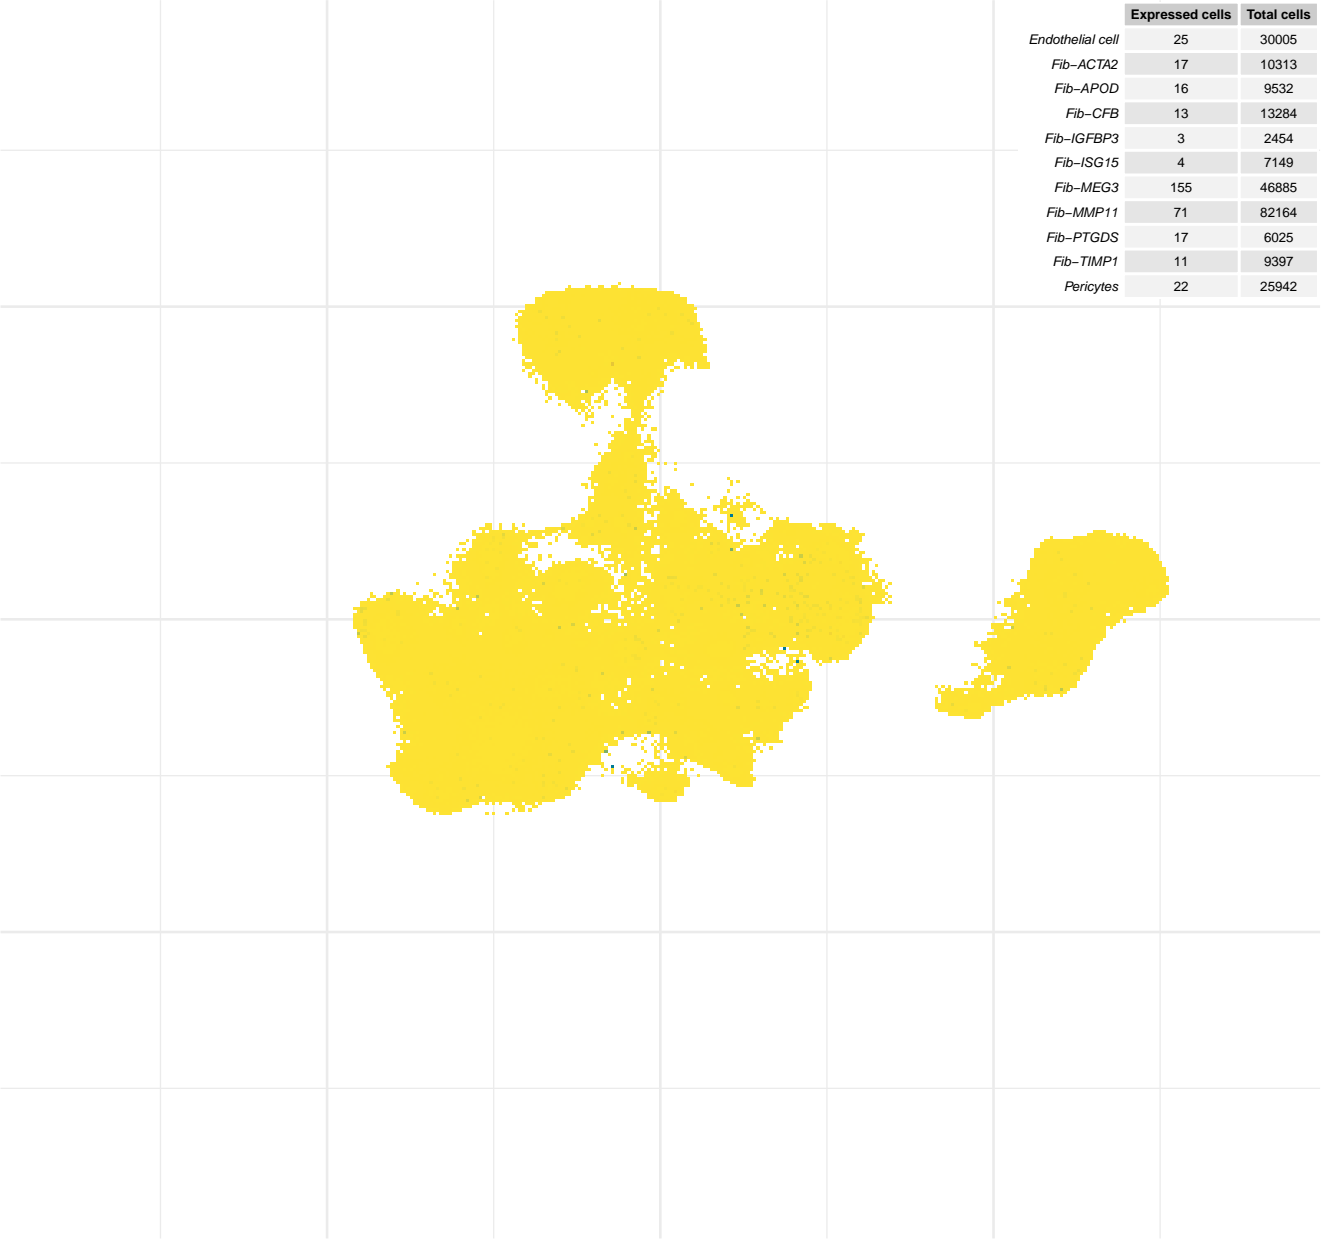 Expressed cells Total cells
Endothelial cell 25 30005
Fib−ACTA2 17 10313
Fib−APOD 16 9532
Fib−CFB 13 13284
Fib−IGFBP3 3 2454
Fib−ISG15 4 7149
Fib−MEG3 155 46885
Fib−MMP11 71 82164
Fib−PTGDS 17 6025
Fib−TIMP1 11 9397
Pericytes 22 25942